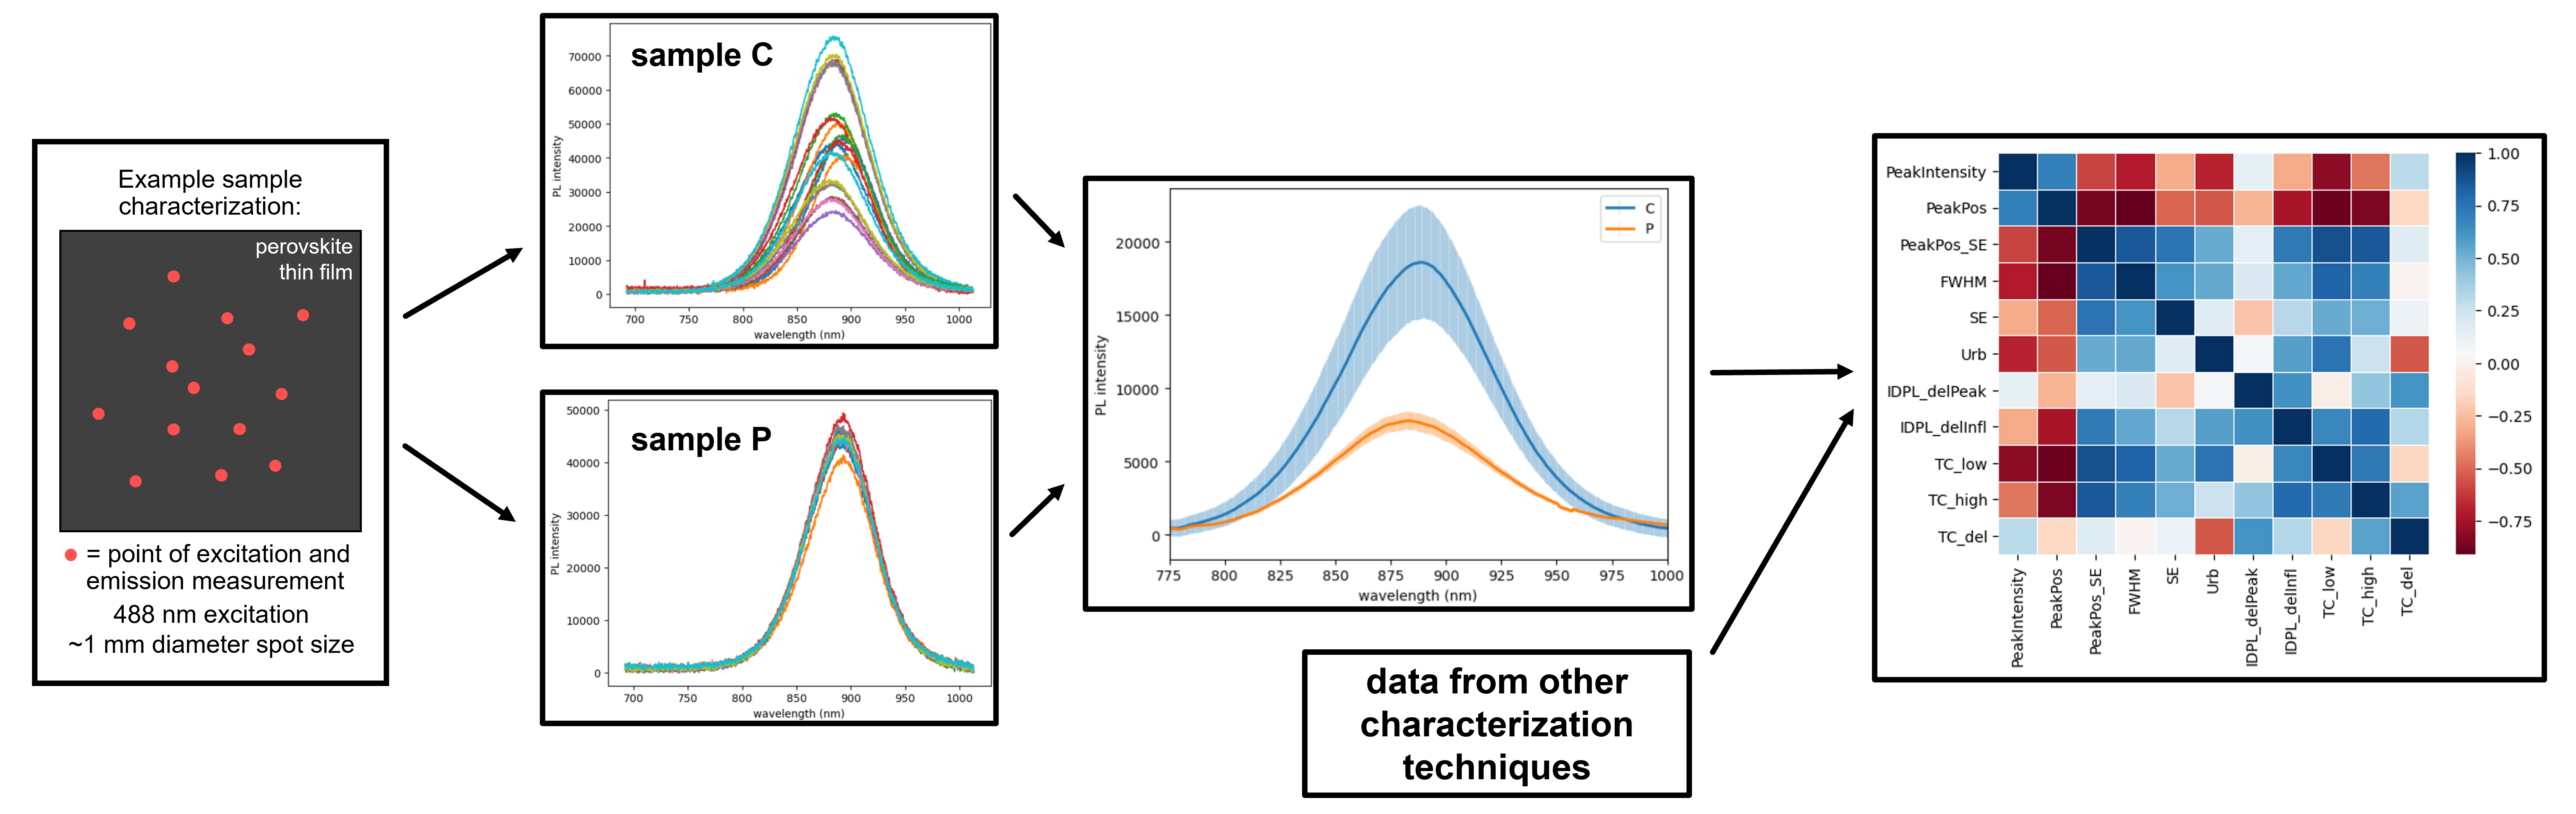 Example sample
characterization:
perovskite
thin film
= point of excitation and
emission measurement
488 nm excitation
~1 mm diameter spot size
sample C
PL intensity
70000
60000
50000
40000
30000
20000
10000
0
700 750 800 850 900 950 1000
wavelength (nm)
sample P
PL intensity
50000
40000
30000
20000
10000
0
700 750 800 850 900 950 1000
wavelength (nm)
C
P
PL intensity
20000
15000
10000
5000
0
775 800 825 850 875 900 925 950 975 1000
wavelength (nm)
data from other
characterization
techniques
PeakIntensity
PeakPos
PeakPos_SE
FWHM
SE
Urb
IDPL_delPeak
IDPL_delInfl
TC_low
TC_high
TC_del
PeakIntensity
PeakPos
PeakPos_SE
FWHM
SE
Urb
IDPL_delPeak
IDPL_delInfl
TC_low
TC_high
TC_del
1.00
0.75
0.50
0.25
0.00
−0.25
−0.50
−0.75